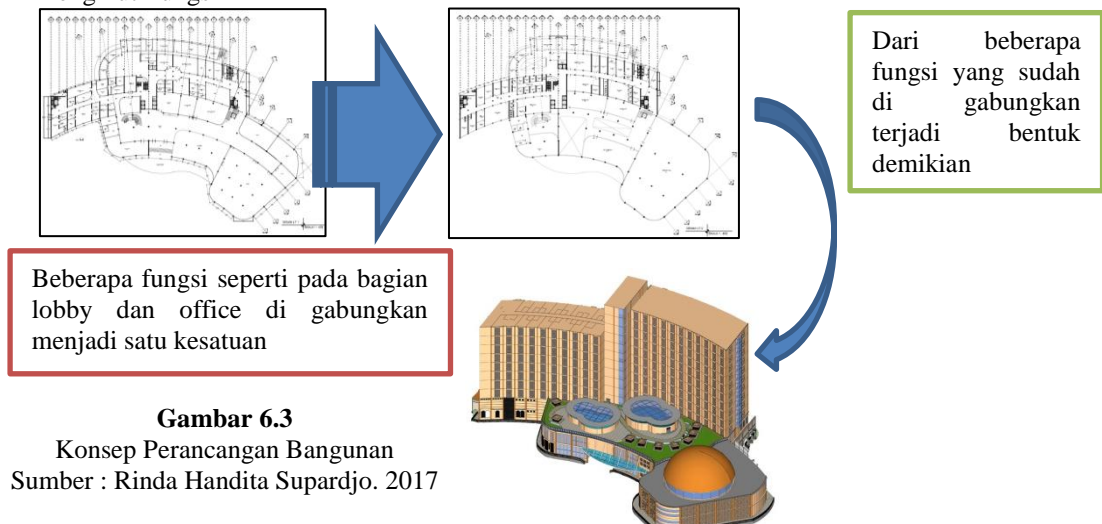 Dari beberapa
fungsi yang sudah
di gabungkan
terjadi bentuk
demikian
Beberapa fungsi seperti pada bagian
lobby dan office di gabungkan
menjadi satu kesatuan
Gambar 6.3
Konsep Perancangan Bangunan
Sumber : Rinda Handita Supardjo. 2017